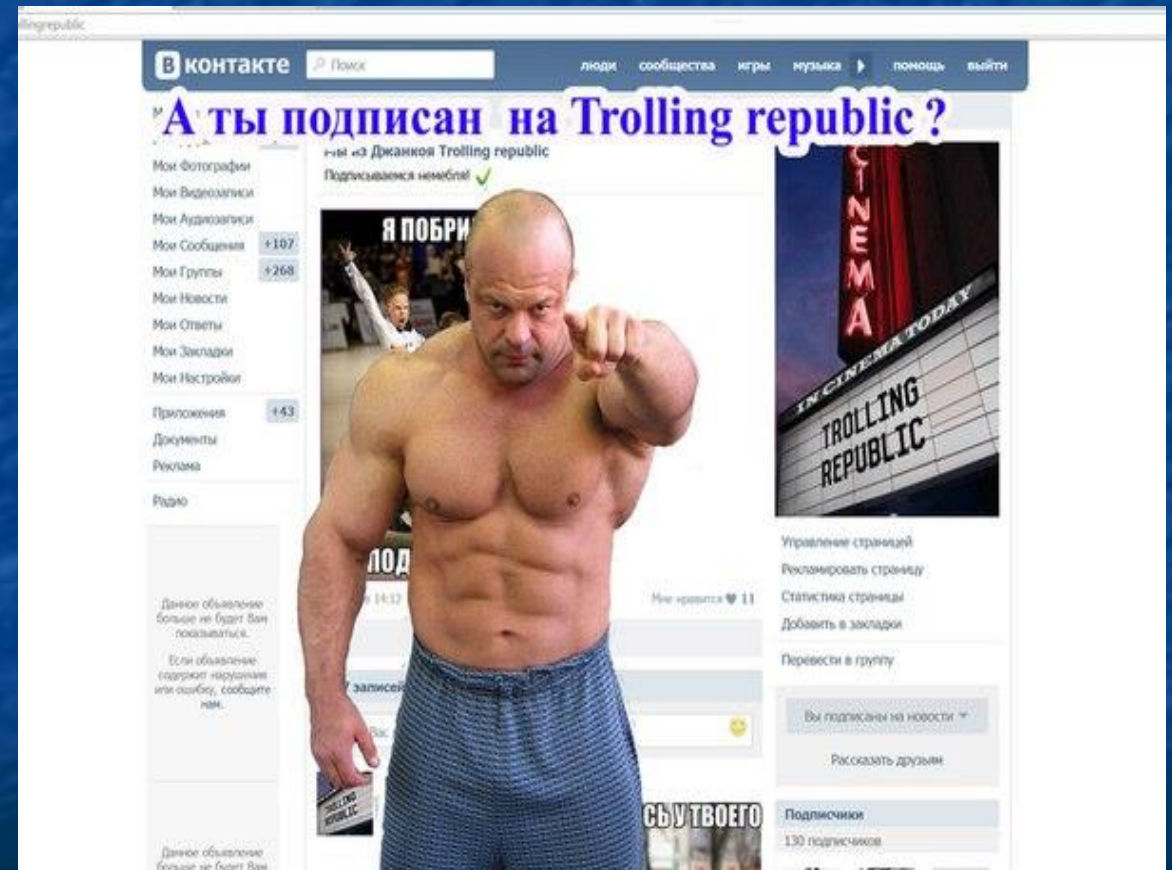 llingrepublic
В контакте
Поиск
люди сообщества игры музыка помощь выйти
А ты подписан на Trolling republic ?
Мои Фотографии
Мои Видеозаписи
Мои Аудиозаписи
Мои Сообщения +107
Мои Группы +268
Мои Новости
Мои Ответы
Мои Закладки
Мои Настройки
Приложения +43
Документы
Реклама
Радио
Данное объявление
больше не будет Вам
показываться.
Если объявление
содержит нарушения
или ошибку, сообщите
нам.
Данное объявление
больше не будет Вам
Мы из Джанкоя Trolling republic
Подписываемся немебля!
Я ПОБРИ
ПОД
в 14:13
Мне нравится 11
записей
Вас
TROLLING
REPUBLIC
СЬ У ТВОЕГО
CINEMA
IN CINEMA TODAY
TROLLING
REPUBLIC
Управление страницей
Рекламировать страницу
Статистика страницы
Добавить в закладки
Перевести в группу
Вы подписаны на новости
Рассказать друзьям
Подписчики
130 подписчиков